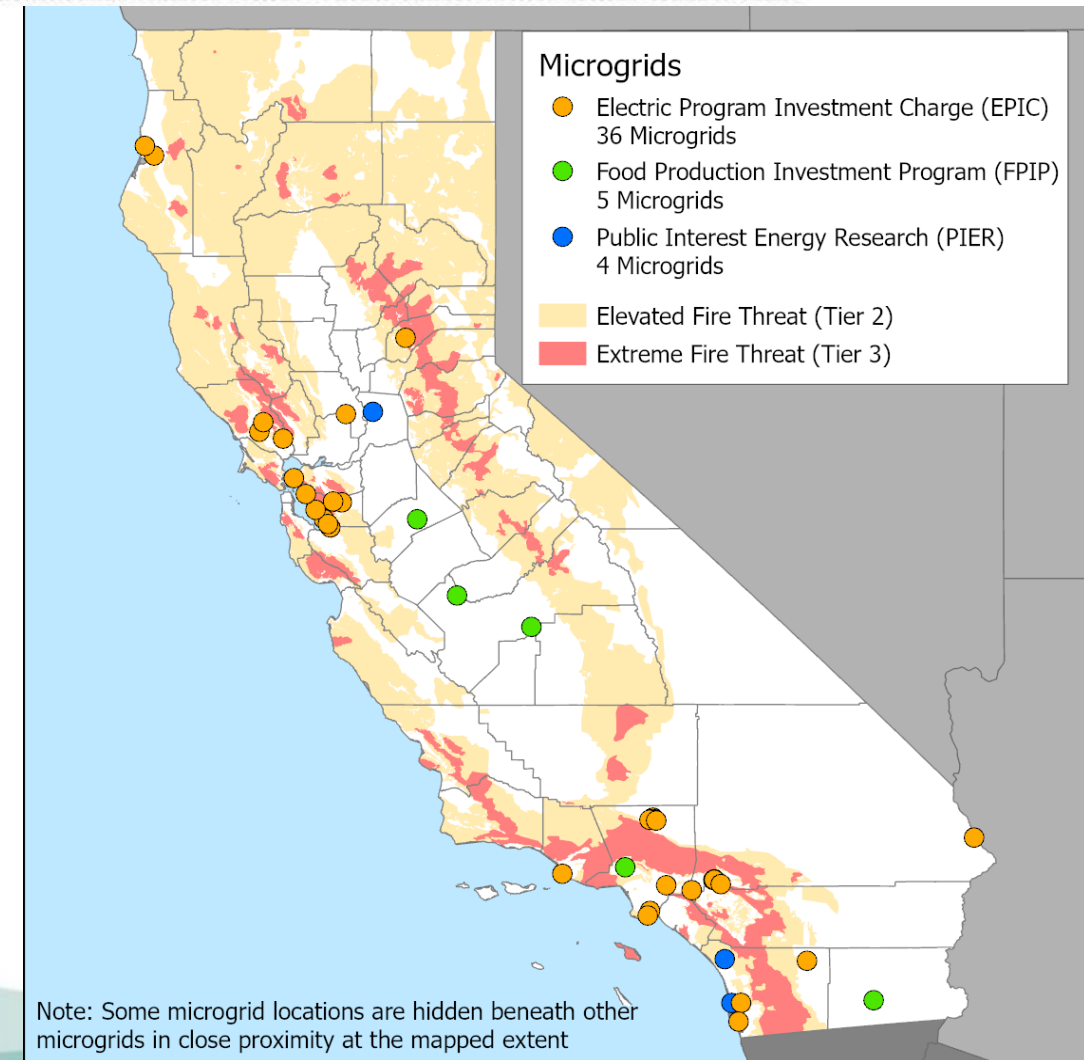 Microgrids
Electric Program Investment Charge (EPIC)
36 Microgrids
Food Production Investment Program (FPIP)
5 Microgrids
Public Interest Energy Research (PIER)
4 Microgrids
Elevated Fire Threat (Tier 2)
Extreme Fire Threat (Tier 3)
Note: Some microgrid locations are hidden beneath other
microgrids in close proximity at the mapped extent